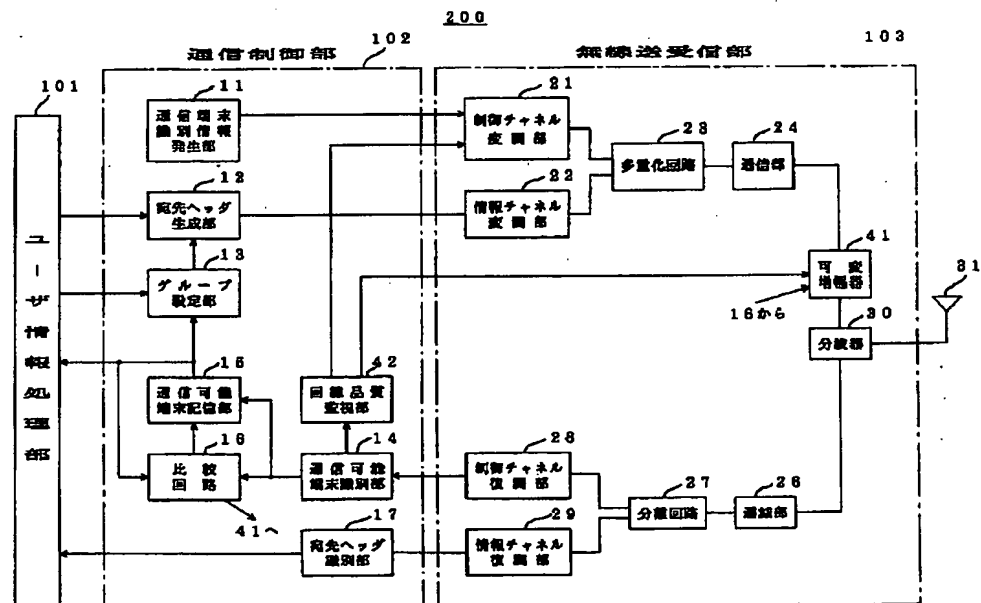 200
通信制御部
102
無線送受信部
103
101
ユーザ情報処理部
11
通信端末
識別情報
発生部
21
制御チャネル
変調部
23
多重化回路
24
送信部
12
宛先ヘッダ
生成部
22
情報チャネル
変調部
13
グループ
設定部
41
可変
増幅器
16から
31
30
分波器
15
通信可能
端末記憶部
42
回線品質
監視部
16
比較
回路
14
通信可能
端末識別部
28
制御チャネル
復調部
27
分離回路
26
41へ
17
宛先ヘッダ
識別部
29
情報チャネル
復調部